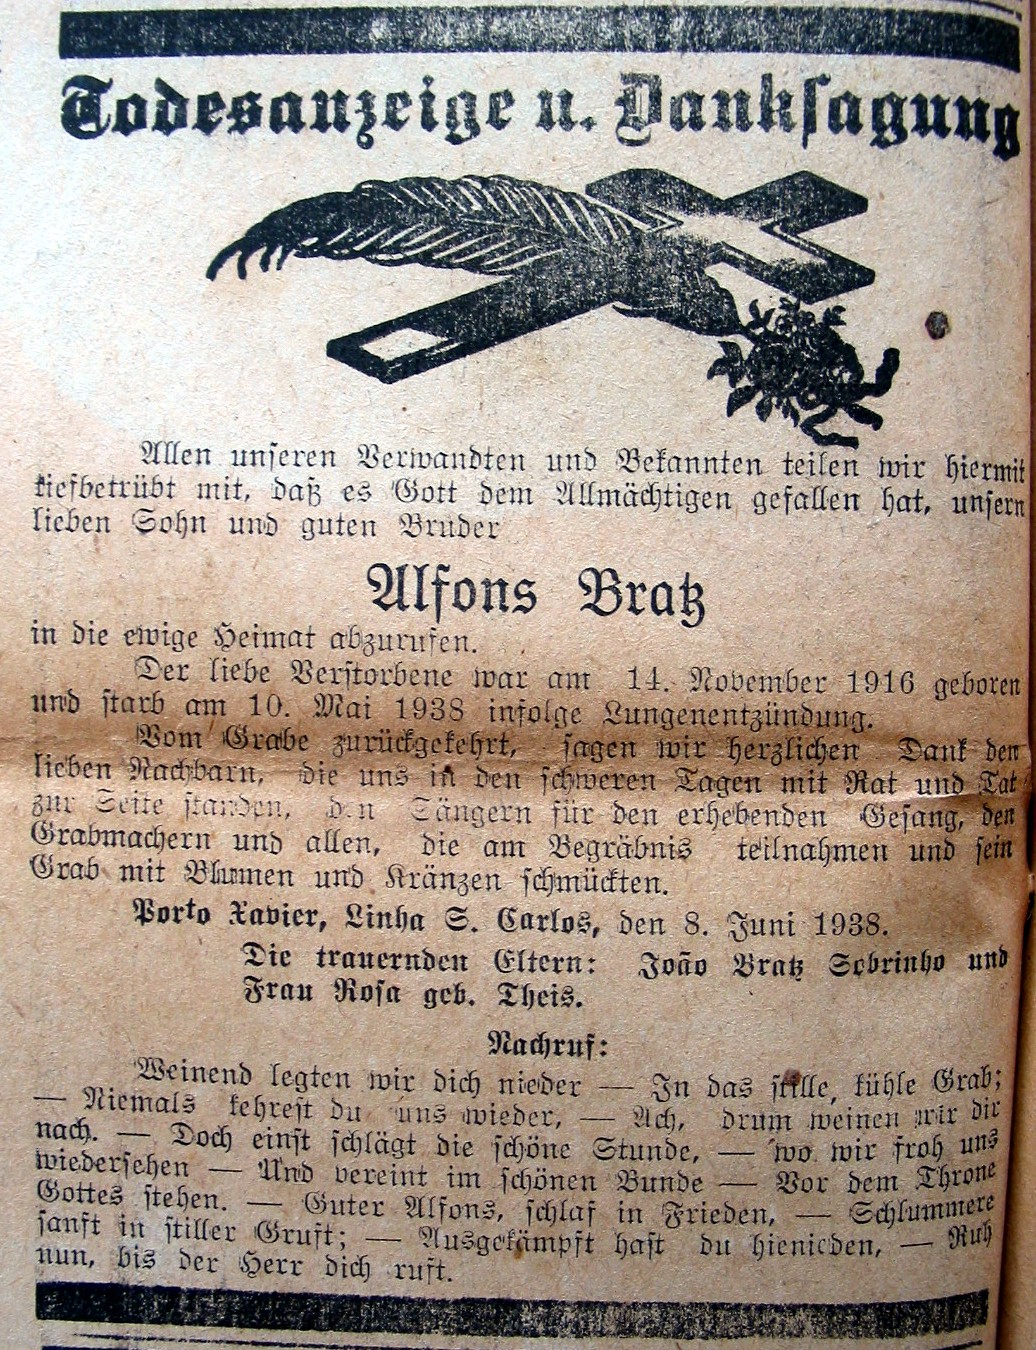 Todesanzeige u. Danksagung
Allen unseren Verwandten und Bekannten teilen wir hiermit
tiefbetrübt mit, daß es Gott dem Allmächtigen gefallen hat, unsern
lieben Sohn und guten Bruder
Alfons Bratz
in die ewige Heimat abzurufen.
Der liebe Verstorbene war am 14. November 1916 geboren
und starb am 10. Mai 1938 infolge Lungenentzündung.
Vom Grabe zurückgekehrt, sagen wir herzlichen Dank den
lieben Nachbarn, die uns in den schweren Tagen mit Rat und Tat
zur Seite standen, den Sängern für den erhebenden Gesang, den
Grabmachern und allen, die am Begräbnis teilnahmen und sein
Grab mit Blumen und Kränzen schmückten.
Porto Xavier, Linha S. Carlos, den 8. Juni 1938.
Die trauernden Eltern: João Bratz Sobrinho und
Frau Rosa geb. Theis.
Nachruf:
Weinend legten wir dich nieder — In das stille, kühle Grab;
— Niemals kehrest du uns wieder, — Ach, drum weinen wir dir
nach. — Doch einst schlägt die schöne Stunde, — wo wir froh uns
wiedersehen — Und vereint im schönen Bunde — Vor dem Throne
Gottes stehen. — Guter Alfons, schlaf in Frieden, — Schlummere
sanft in stiller Gruft; — Ausgekämpft hast du hienieden, — Ruh
nun, bis der Herr dich ruft.